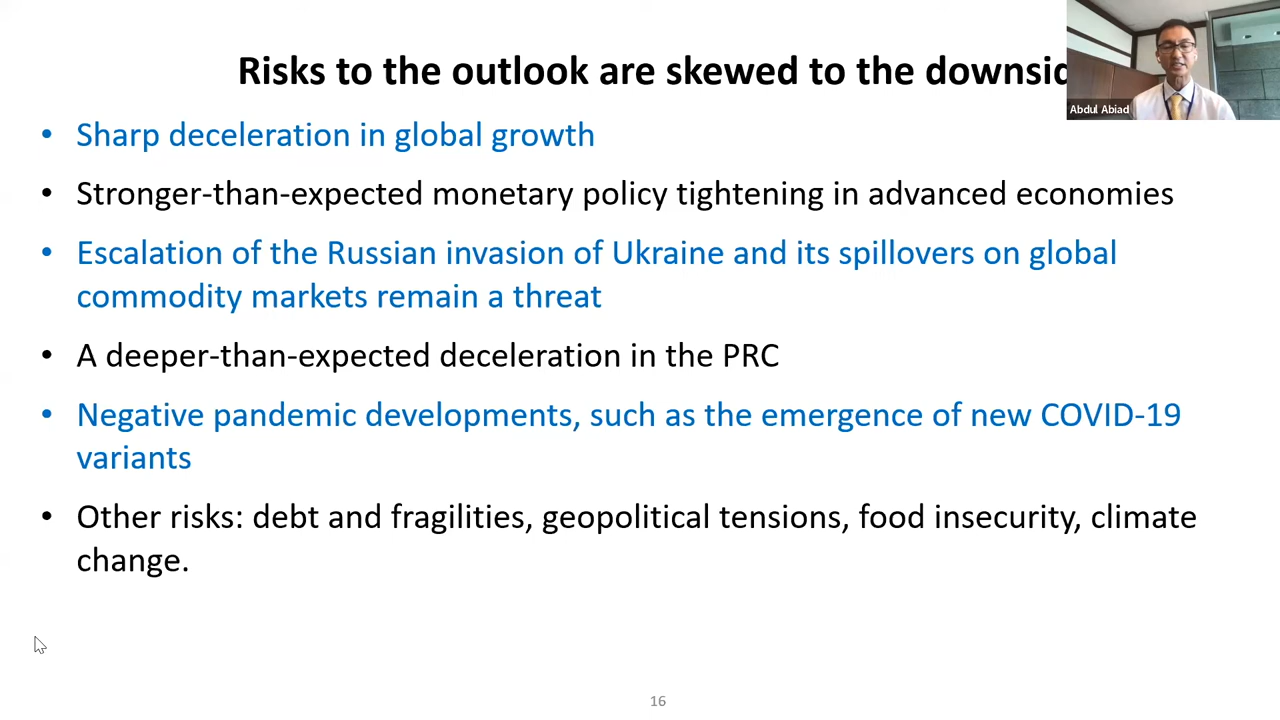 Risks to the outlook are skewed to the
Abdul Abiad
• Sharp deceleration in global growth
• Stronger-than-expected monetary policy tightening in advanced economies
• Escalation of the Russian invasion of Ukraine and its spillovers on global
commodity markets remain a threat
• A deeper-than-expected deceleration in the PRC
• Negative pandemic developments, such as the emergence of new COVID-19
variants
• Other risks: debt and fragilities, geopolitical tensions, food insecurity, climate
change.
16